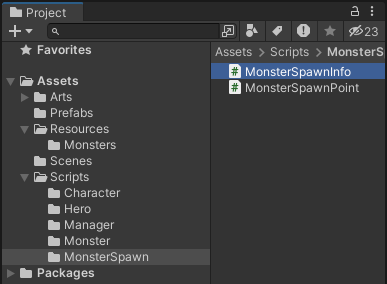 Project
23
Favorites
Assets
Arts
Prefabs
Resources
Monsters
Scenes
Scripts
Character
Hero
Manager
Monster
MonsterSpawn
Packages
Assets > Scripts > MonsterS
# MonsterSpawnInfo
# MonsterSpawnPoint